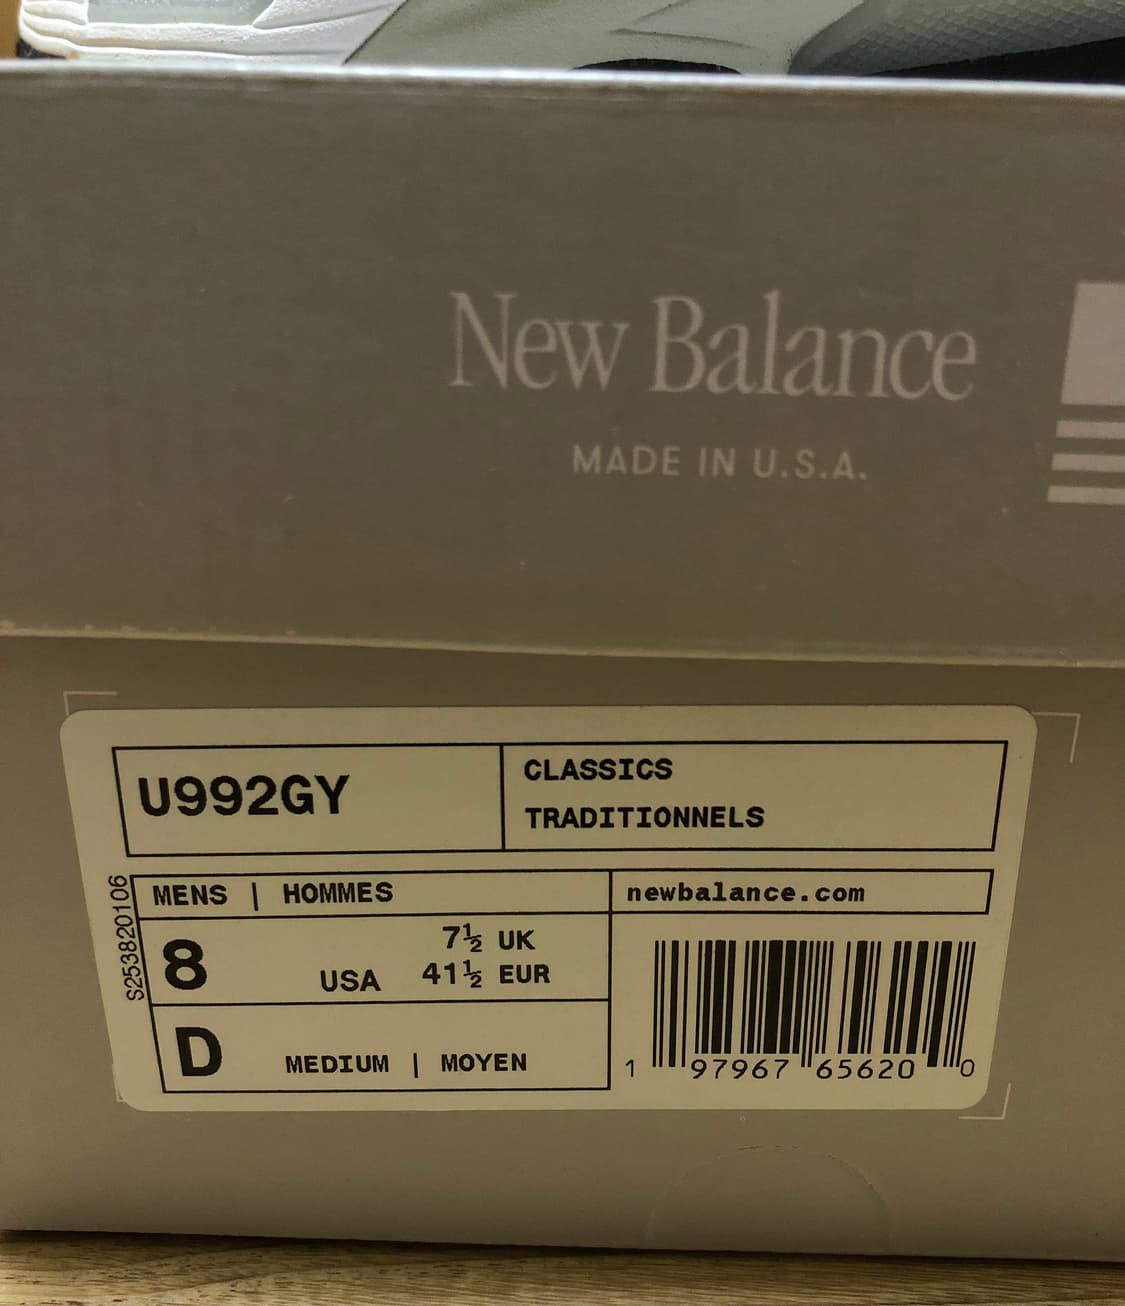 New Balance
MADE IN U.S.A.
U992GY
CLASSICS
TRADITIONNELS
S253820106
MENS | HOMMES
newbalance.com
8 USA 7½ UK
41½ EUR
D MEDIUM | MOYEN
1 97967 65620 0